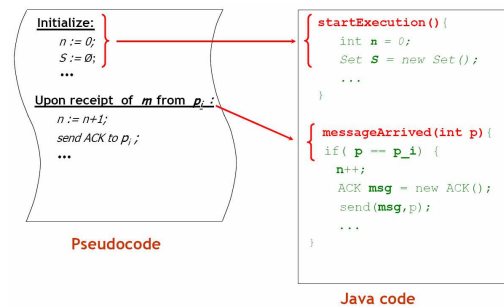 Initialize:
n := 0;
S := Ø;
...
Upon receipt of m from p_i :
n := n+1;
send ACK to p_i ;
...
Pseudocode
startExecution(){
int n = 0;
Set S = new Set();
...
}
messageArrived(int p){
if( p == p_i) {
n++;
ACK msg = new ACK();
send(msg,p);
...
}
Java code